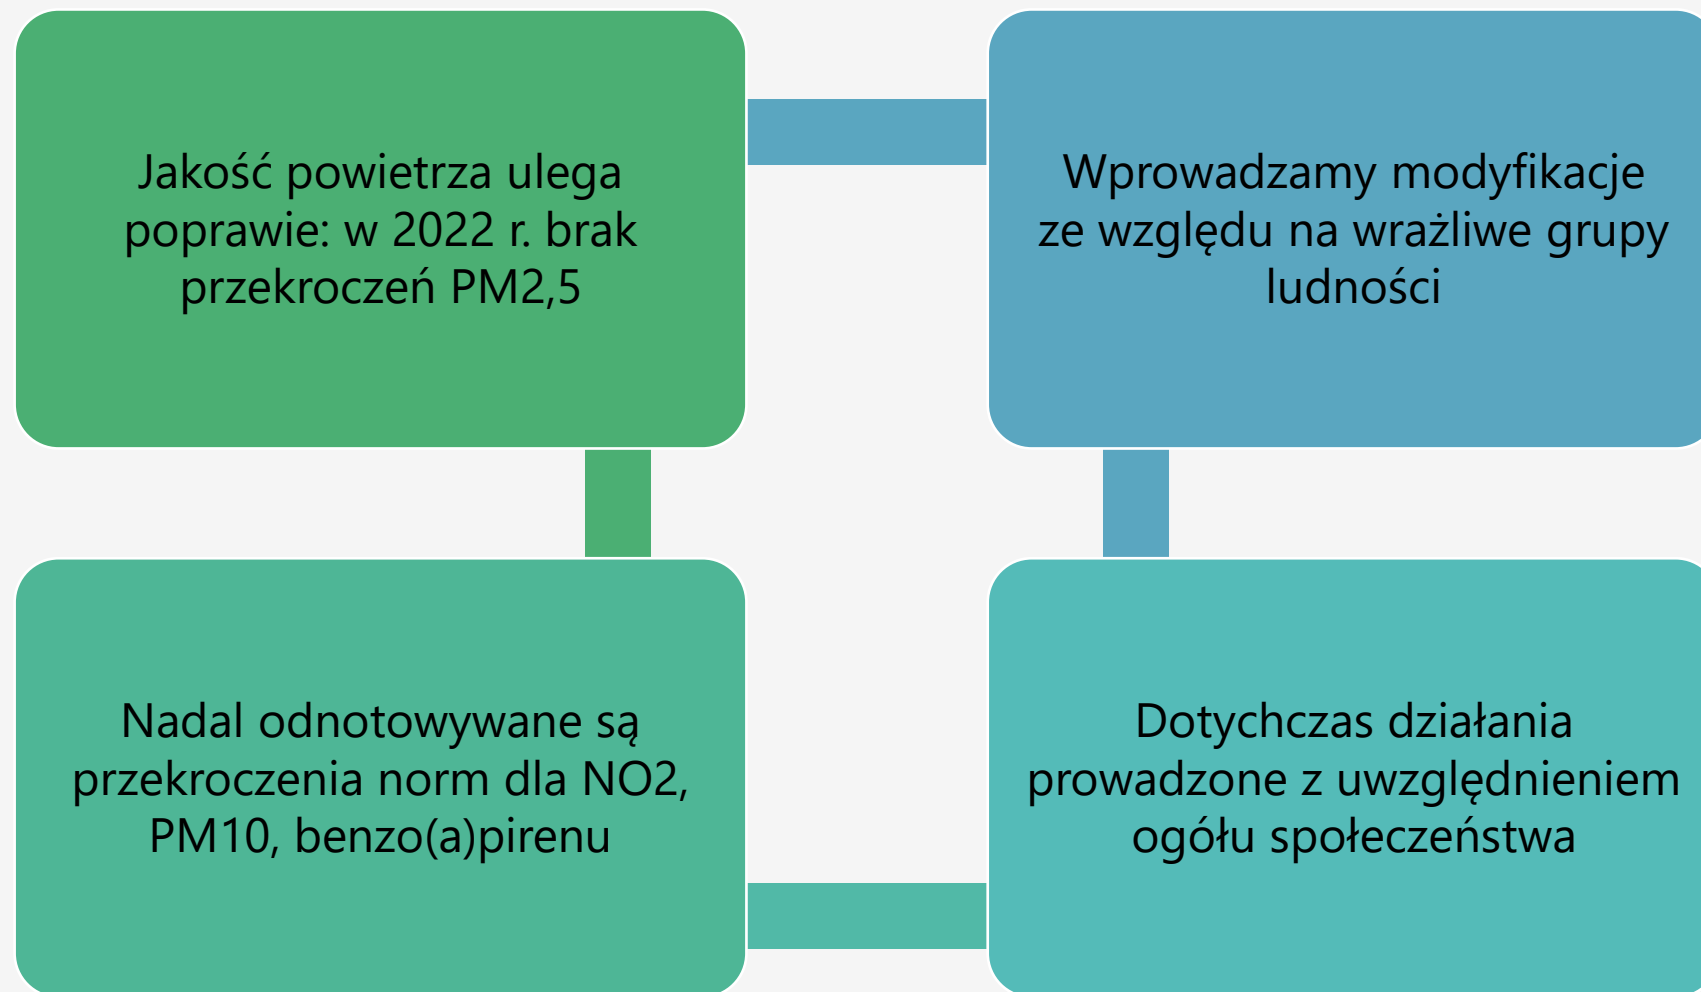 Jakość powietrza ulega
poprawie: w 2022 r. brak
przekroczeń PM2,5
Wprowadzamy modyfikacje
ze względu na wrażliwe grupy
ludności
Nadal odnotowywane są
przekroczenia norm dla NO2,
PM10, benzo(a)pirenu
Dotychczas działania
prowadzone z uwzględnieniem
ogółu społeczeństwa